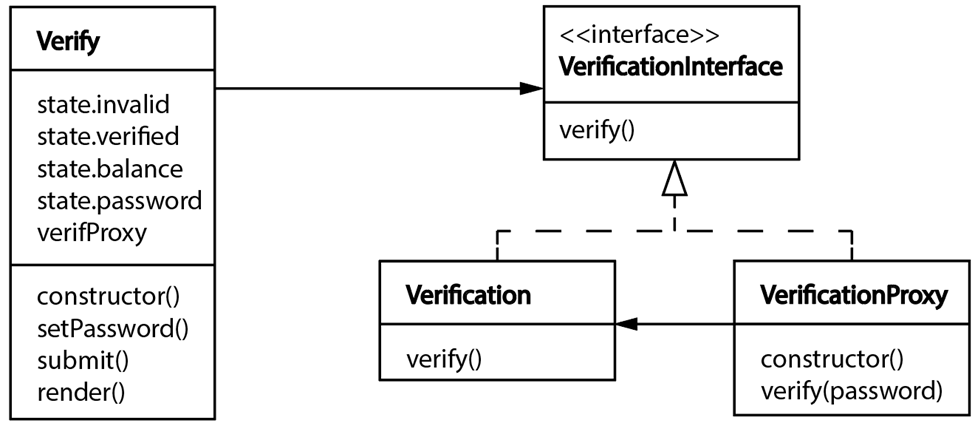 Verify
state.invalid
state.verified
state.balance
state.password
verifProxy
constructor()
setPassword()
submit()
render()
<<interface>>
VerificationInterface
verify()
Verification
verify()
VerificationProxy
constructor()
verify(password)